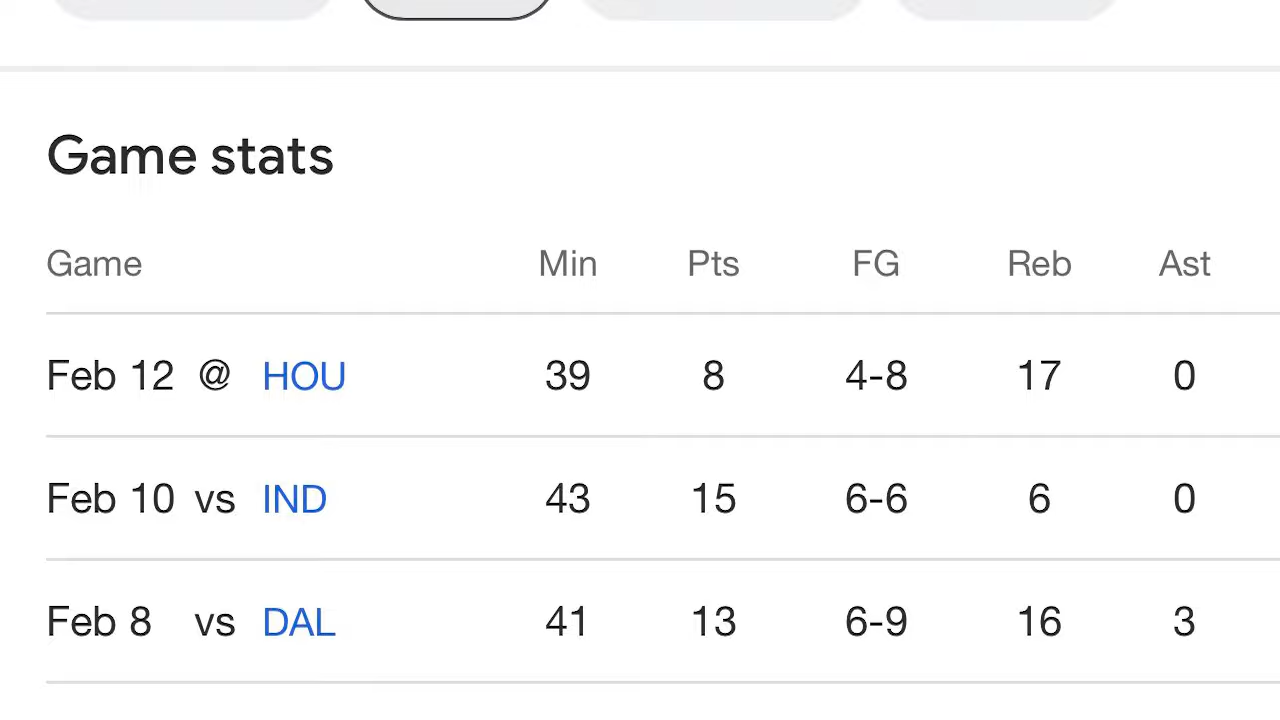 Game stats
Game Min Pts FG Reb Ast
Feb 12 @ HOU 39 8 4-8 17 0
Feb 10 vs IND 43 15 6-6 6 0
Feb 8 vs DAL 41 13 6-9 16 3